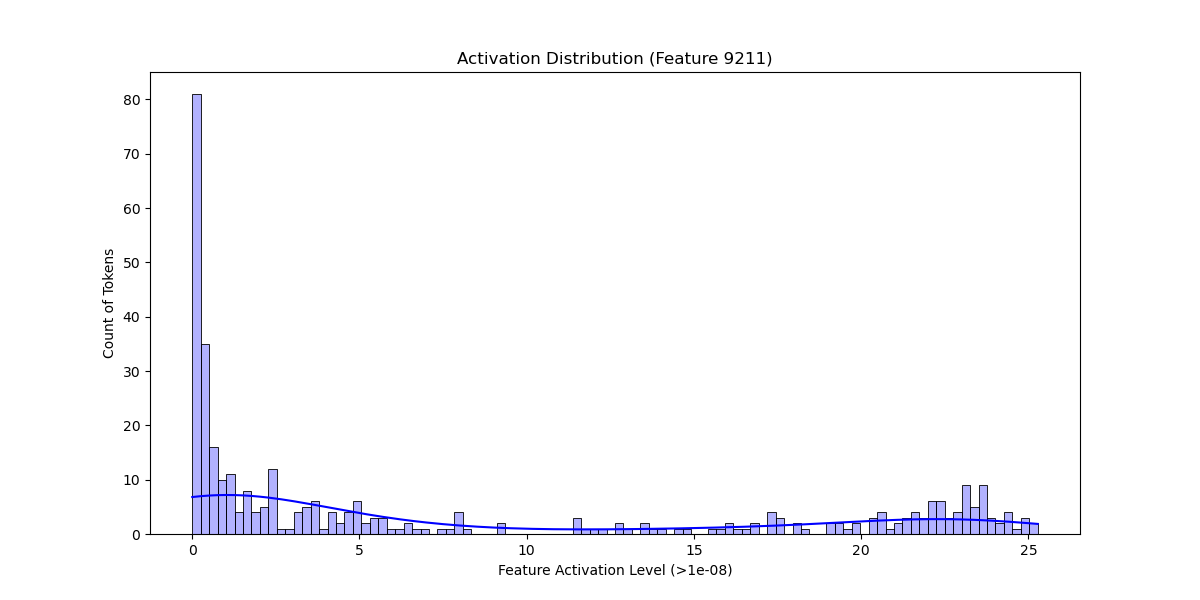 Activation Distribution (Feature 9211)
Count of Tokens
80
70
60
50
40
30
20
10
0
0 5 10 15 20 25
Feature Activation Level (>1e-08)